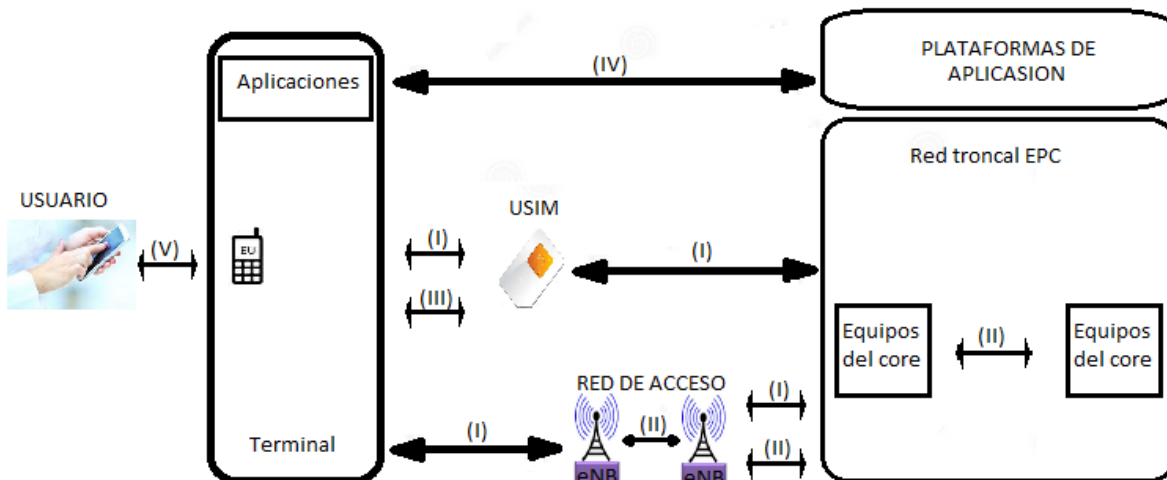 PLATAFORMAS DE
APLICASION
Aplicaciones
(IV)
Red troncal EPC
USUARIO
USIM
(V)
EU
(I)
(I)
(III)
Equipos
del core
(II)
Equipos
del core
RED DE ACCESO
(I)
(I)
(II)
(II)
Terminal
eNB
eNB